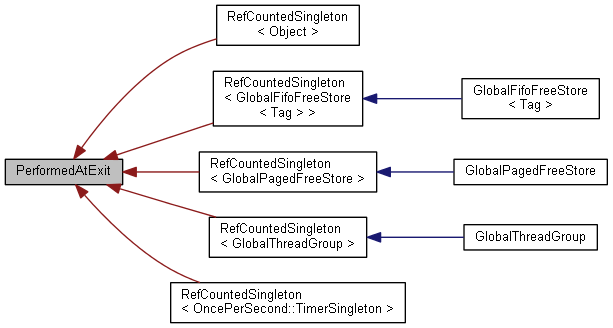 RefCountedSingleton
< Object >
RefCountedSingleton
< GlobalFifoFreeStore
< Tag > >
GlobalFifoFreeStore
< Tag >
PerformedAtExit
RefCountedSingleton
< GlobalPagedFreeStore >
GlobalPagedFreeStore
RefCountedSingleton
< GlobalThreadGroup >
GlobalThreadGroup
RefCountedSingleton
< OncePerSecond::TimerSingleton >